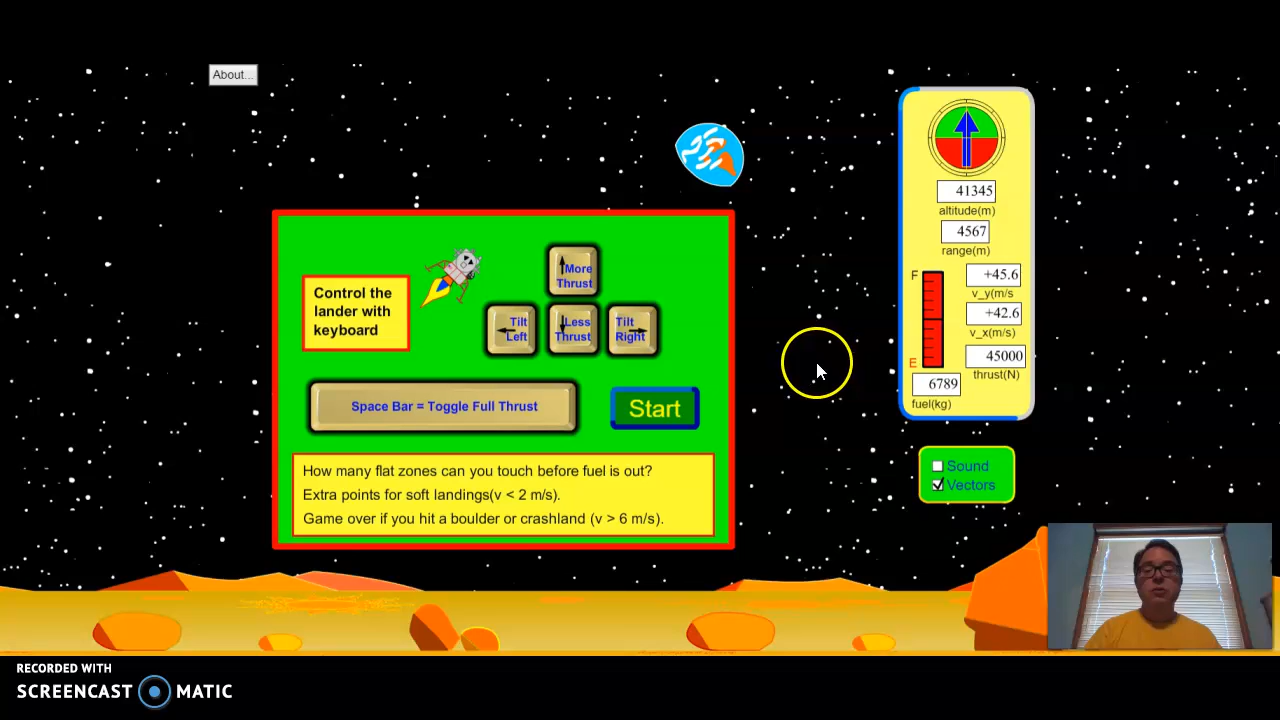 About...
Control the
lander with
keyboard
More
Thrust
Tilt
Left
Less
Thrust
Tilt
Right
Space Bar = Toggle Full Thrust
Start
How many flat zones can you touch before fuel is out?
Extra points for soft landings(v < 2 m/s).
Game over if you hit a boulder or crashland (v > 6 m/s).
41345
altitude(m)
4567
range(m)
F
+45.6
v_y(m/s
+42.6
v_x(m/s)
E
45000
thrust(N)
6789
fuel(kg)
Sound
Vectors
RECORDED WITH
SCREENCAST MATIC